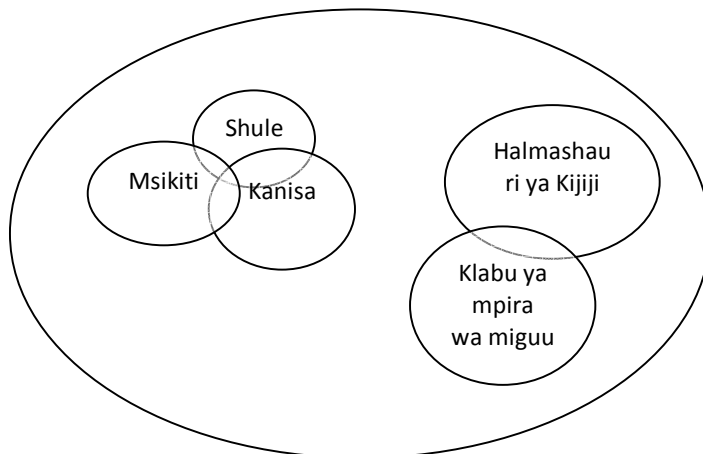 Shule
Msikiti
Kanisa
Halmashau
ri ya Kijiji
Klabu ya
mpira
wa miguu